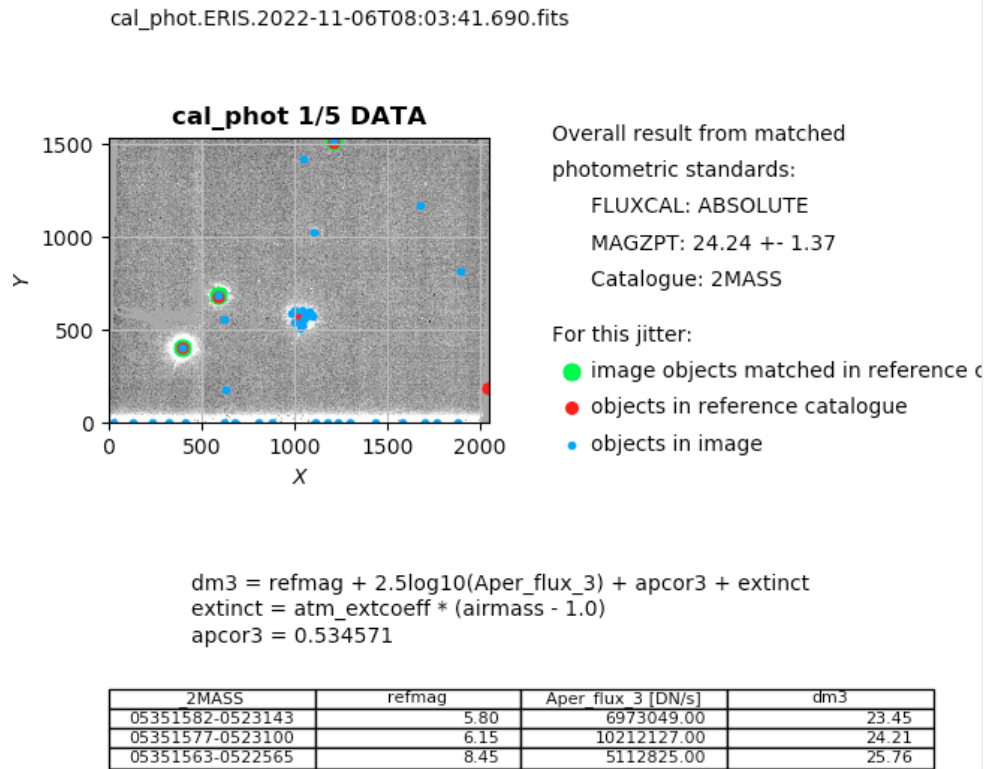 cal_phot.ERIS.2022-11-06T08:03:41.690.fits
cal_phot 1/5 DATA
1500
1000
500
0
Y
0 500 1000 1500 2000
X
Overall result from matched
photometric standards:
FLUXCAL: ABSOLUTE
MAGZPT: 24.24 +- 1.37
Catalogue: 2MASS
For this jitter:
image objects matched in reference c
objects in reference catalogue
objects in image
dm3 = refmag + 2.5log10(Aper_flux_3) + apcor3 + extinct
extinct = atm_extcoeff * (airmass - 1.0)
apcor3 = 0.534571
2MASS refmag Aper_flux_3 [DN/s] dm3
05351582-0523143 5.80 6973049.00 23.45
05351577-0523100 6.15 10212127.00 24.21
05351563-0522565 8.45 5112825.00 25.76